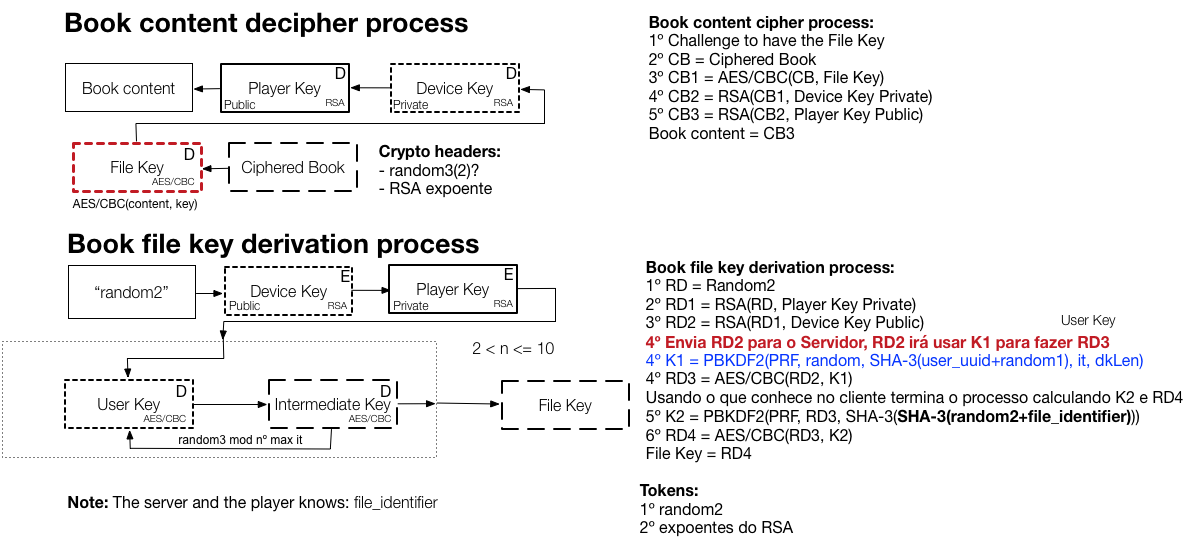 Book content decipher process
Book content
Player Key
D
Public
RSA
Device Key
D
Private
RSA
File Key
D
AES/CBC
Ciphered Book
AES/CBC(content, key)
Crypto headers:
- random3(2)?
- RSA expoente
Book content cipher process:
1º Challenge to have the File Key
2º CB = Ciphered Book
3º CB1 = AES/CBC(CB, File Key)
4º CB2 = RSA(CB1, Device Key Private)
5º CB3 = RSA(CB2, Player Key Public)
Book content = CB3
Book file key derivation process
“random2”
Device Key
E
Public
RSA
Player Key
E
Private
RSA
2 < n <= 10
User Key
D
AES/CBC
Intermediate Key
D
AES/CBC
File Key
random3 mod nº max it
Note: The server and the player knows: file_identifier
Book file key derivation process:
1º RD = Random2
2º RD1 = RSA(RD, Player Key Private)
3º RD2 = RSA(RD1, Device Key Public)
User Key
4º Envia RD2 para o Servidor, RD2 irá usar K1 para fazer RD3
4º K1 = PBKDF2(PRF, random, SHA-3(user_uuid+random1), it, dkLen)
4º RD3 = AES/CBC(RD2, K1)
Usando o que conhece no cliente termina o processo calculando K2 e RD4
5º K2 = PBKDF2(PRF, RD3, SHA-3(SHA-3(random2+file_identifier)))
6º RD4 = AES/CBC(RD3, K2)
File Key = RD4
Tokens:
1º random2
2º expoentes do RSA